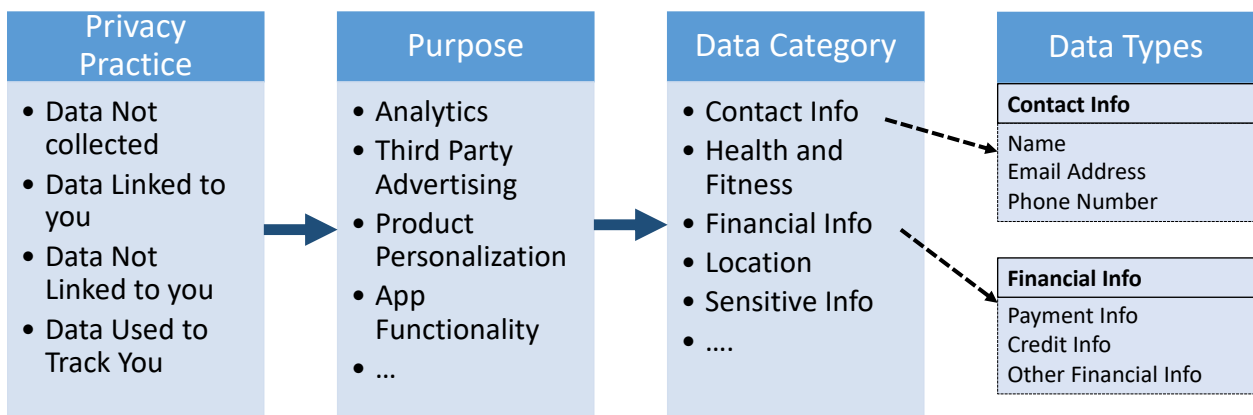 Privacy
Practice
• Data Not
collected
• Data Linked to
you
• Data Not
Linked to you
• Data Used to
Track You
Purpose
• Analytics
• Third Party
Advertising
• Product
Personalization
• App
Functionality
• ...
Data Category
• Contact Info
• Health and
Fitness
• Financial Info
• Location
• Sensitive Info
• ....
Data Types
Contact Info
Name
Email Address
Phone Number
Financial Info
Payment Info
Credit Info
Other Financial Info